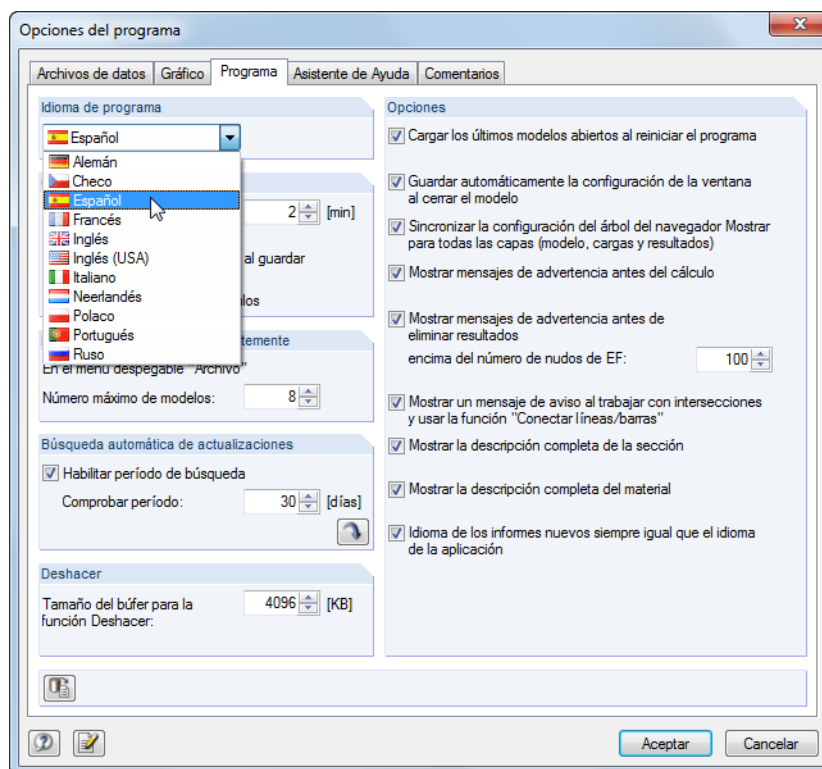 Opciones del programa
Archivos de datos
Gráfico
Programa
Asistente de Ayuda
Comentarios
Idioma de programa
Español
Alemán
Checo
Español
Francés
Inglés
Inglés (USA)
Italiano
Neerlandés
Polaco
Portugués
Ruso
2 [min]
al guardar
temente
En el menú despegable "Archivo"
Número máximo de modelos: 8
Búsqueda automática de actualizaciones
Habilitar período de búsqueda
Comprobar período: 30 [días]
Deshacer
Tamaño del búfer para la 4096 [KB]
función Deshacer:
Opciones
Cargar los últimos modelos abiertos al reiniciar el programa
Guardar automáticamente la configuración de la ventana
al cerrar el modelo
Sincronizar la configuración del árbol del navegador Mostrar
para todas las capas (modelo, cargas y resultados)
Mostrar mensajes de advertencia antes del cálculo
Mostrar mensajes de advertencia antes de
eliminar resultados
encima del número de nudos de EF: 100
Mostrar un mensaje de aviso al trabajar con intersecciones
y usar la función "Conectar líneas/barras"
Mostrar la descripción completa de la sección
Mostrar la descripción completa del material
Idioma de los informes nuevos siempre igual que el idioma
de la aplicación
Aceptar
Cancelar